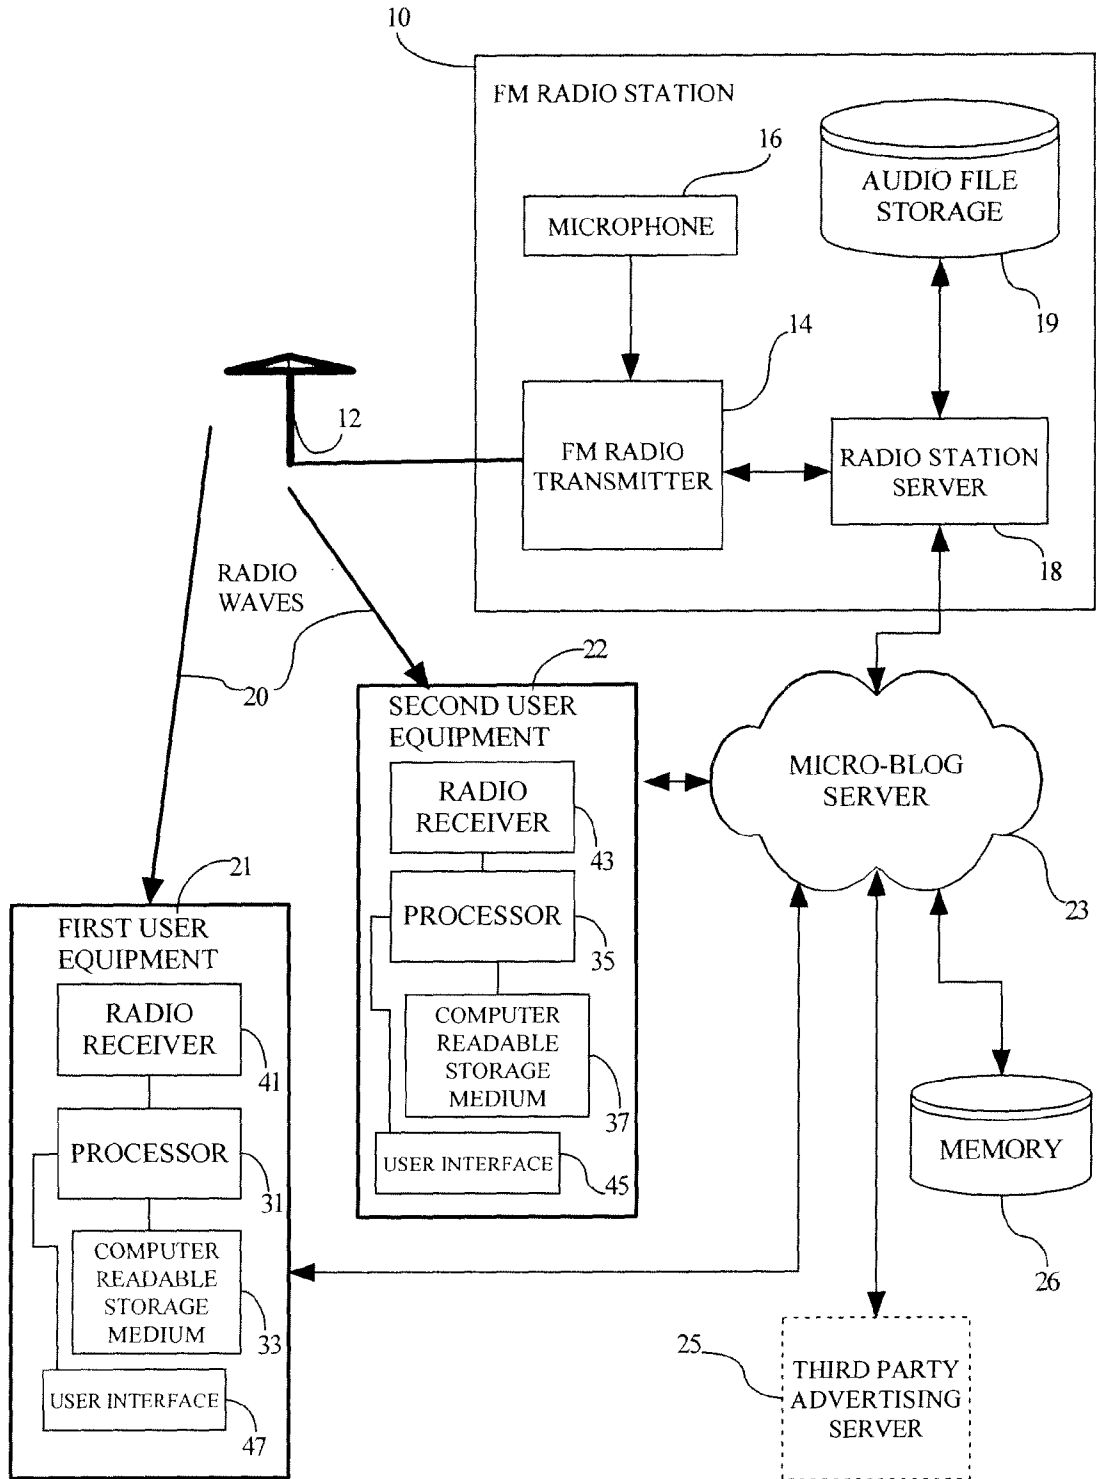 10
FM RADIO STATION
16
MICROPHONE
AUDIO FILE
STORAGE
19
14
12
FM RADIO
TRANSMITTER
RADIO STATION
SERVER
18
RADIO
WAVES
20
22
SECOND USER
EQUIPMENT
RADIO
RECEIVER
43
PROCESSOR
35
COMPUTER
READABLE
STORAGE
MEDIUM
37
USER INTERFACE
45
MICRO-BLOG
SERVER
23
21
FIRST USER
EQUIPMENT
RADIO
RECEIVER
41
PROCESSOR
31
COMPUTER
READABLE
STORAGE
MEDIUM
33
USER INTERFACE
47
MEMORY
26
25
THIRD PARTY
ADVERTISING
SERVER